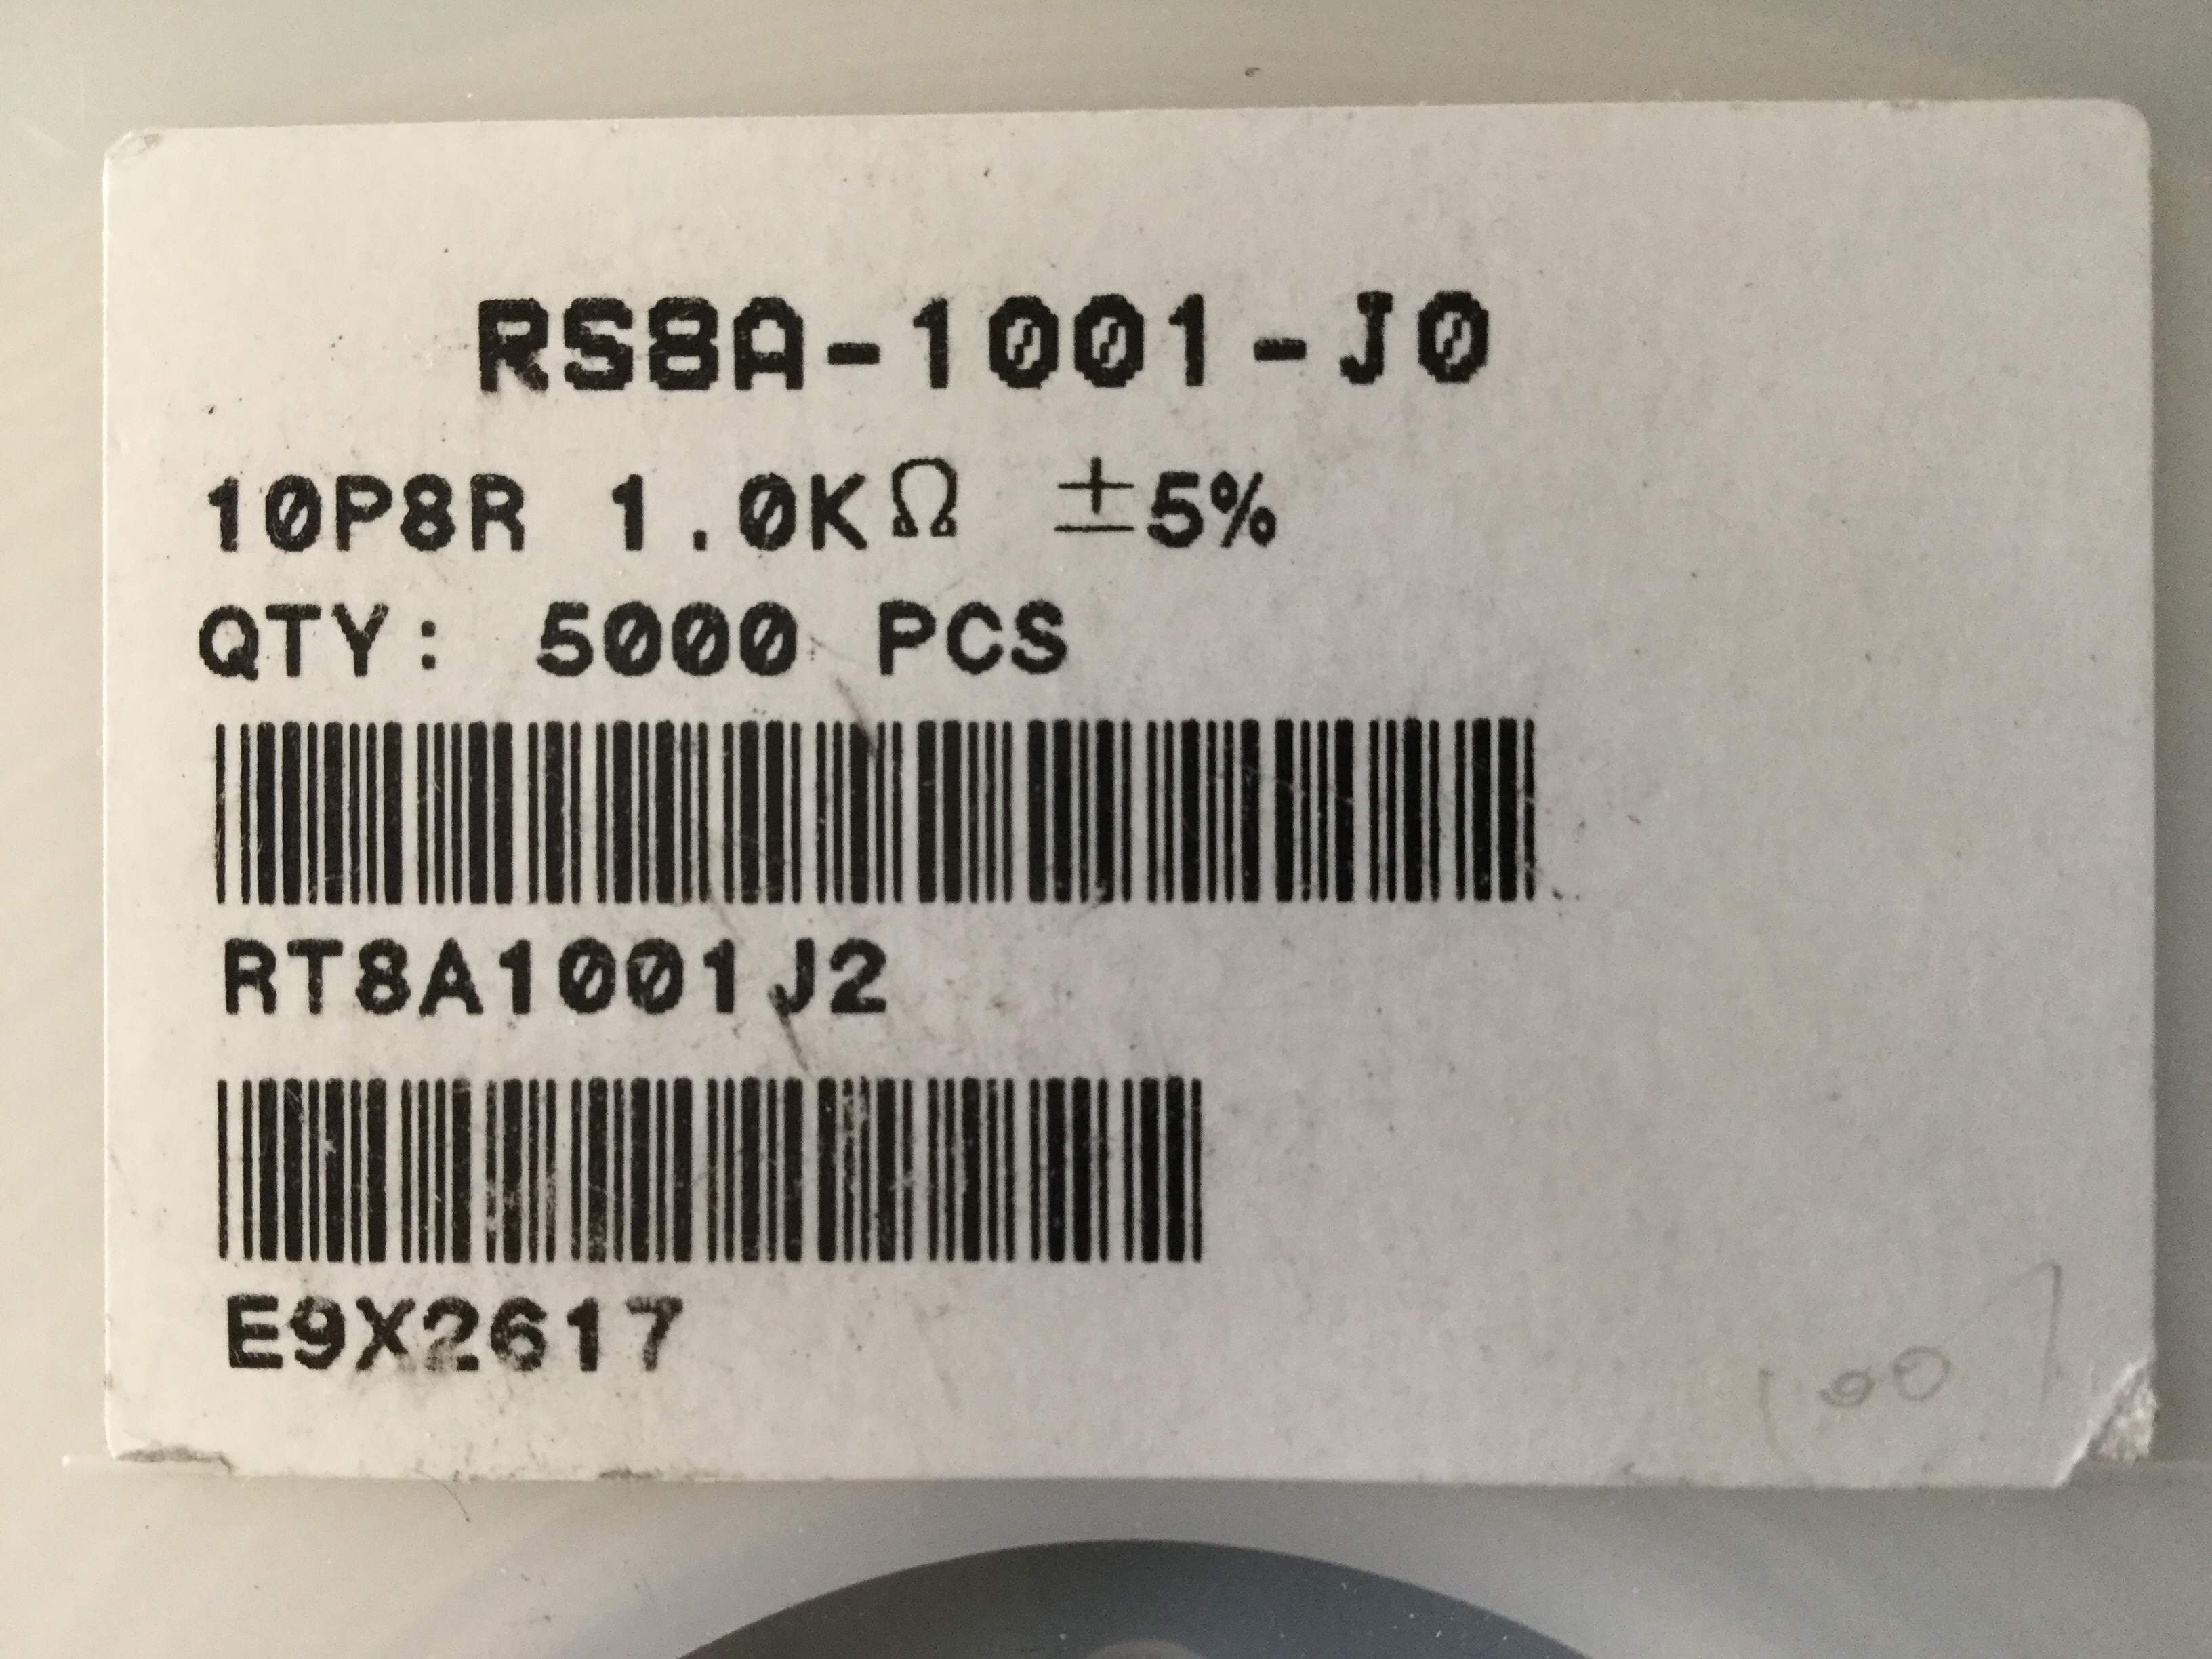 RS8A-1001-J0
10P8R 1.0KΩ ±5%
QTY: 5000 PCS
RT8A1001J2
E9X2617